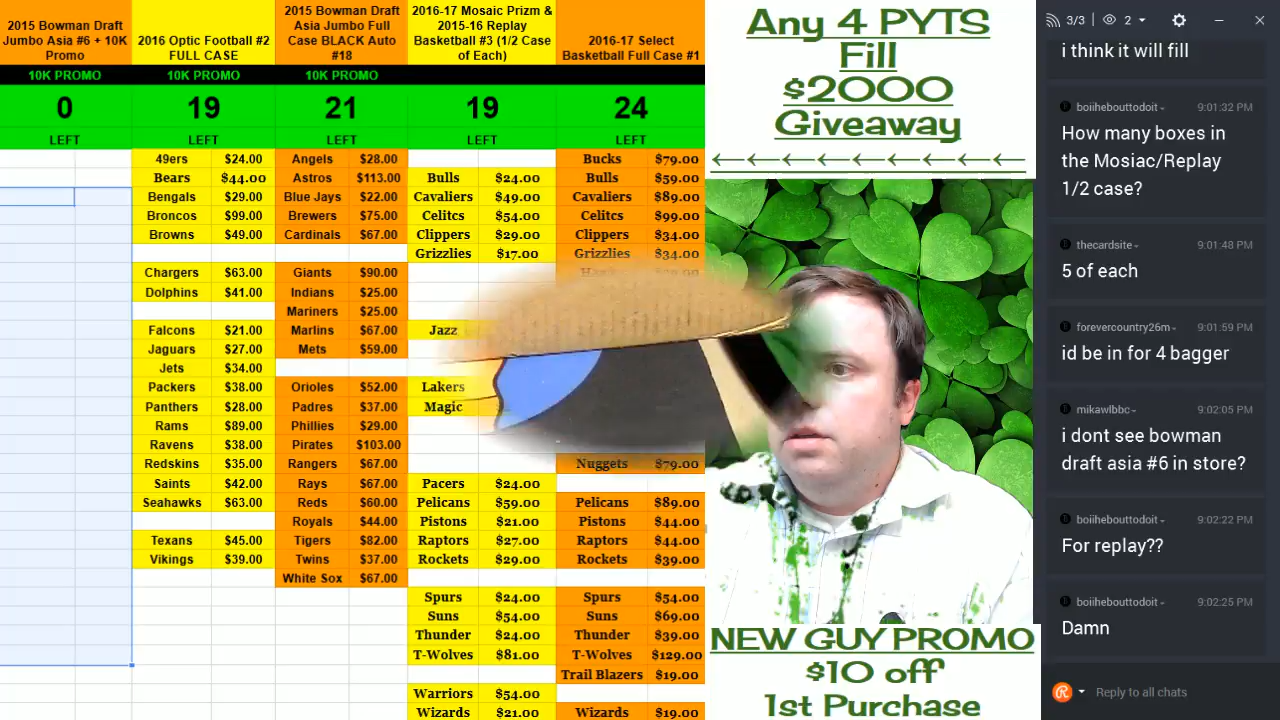 2015 Bowman Draft
Jumbo Asia #6 + 10K
Promo
10K PROMO
0
LEFT
2016 Optic Football #2
FULL CASE
10K PROMO
19
LEFT
49ers $24.00
Bears $44.00
Bengals $29.00
Broncos $99.00
Browns $49.00
Chargers $63.00
Dolphins $41.00
Falcons $21.00
Jaguars $27.00
Jets $34.00
Packers $38.00
Panthers $28.00
Rams $89.00
Ravens $38.00
Redskins $35.00
Saints $42.00
Seahawks $63.00
Texans $45.00
Vikings $39.00
2015 Bowman Draft
Asia Jumbo Full
Case BLACK Auto
#18
10K PROMO
21
LEFT
Angels $28.00
Astros $113.00
Blue Jays $22.00
Brewers $75.00
Cardinals $67.00
Giants $90.00
Indians $25.00
Mariners $25.00
Marlins $67.00
Mets $59.00
Orioles $52.00
Padres $37.00
Phillies $29.00
Pirates $103.00
Rangers $67.00
Rays $67.00
Reds $60.00
Royals $44.00
Tigers $82.00
Twins $37.00
White Sox $67.00
2016-17 Mosaic Prizm &
2015-16 Replay
Basketball #3 (1/2 Case
of Each)
19
LEFT
Bulls $24.00
Cavaliers $49.00
Celitcs $54.00
Clippers $29.00
Grizzlies $17.00
Jazz
Lakers
Magic
Pacers $24.00
Pelicans $59.00
Pistons $21.00
Raptors $27.00
Rockets $29.00
Spurs $24.00
Suns $54.00
Thunder $24.00
T-Wolves $81.00
Warriors $54.00
Wizards $21.00
2016-17 Select
Basketball Full Case #1
24
LEFT
Bucks $79.00
Bulls $59.00
Cavaliers $89.00
Celitcs $99.00
Clippers $34.00
Grizzlies $34.00
Nuggets $79.00
Pelicans $89.00
Pistons $44.00
Raptors $44.00
Rockets $39.00
Spurs $54.00
Suns $69.00
Thunder $39.00
T-Wolves $129.00
Trail Blazers $19.00
Wizards $19.00
Any 4 PYTS
Fill
$2000
Giveaway
←←←←←←←←←←←←
NEW GUY PROMO
$10 off
1st Purchase
3/3 2
i think it will fill
boiihebouttodoit 9:01:32 PM
How many boxes in
the Mosiac/Replay
1/2 case?
thecardsite 9:01:48 PM
5 of each
forevercountry26m 9:01:59 PM
id be in for 4 bagger
mikawlbbc 9:02:05 PM
i dont see bowman
draft asia #6 in store?
boiihebouttodoit 9:02:22 PM
For replay??
boiihebouttodoit 9:02:25 PM
Damn
Reply to all chats